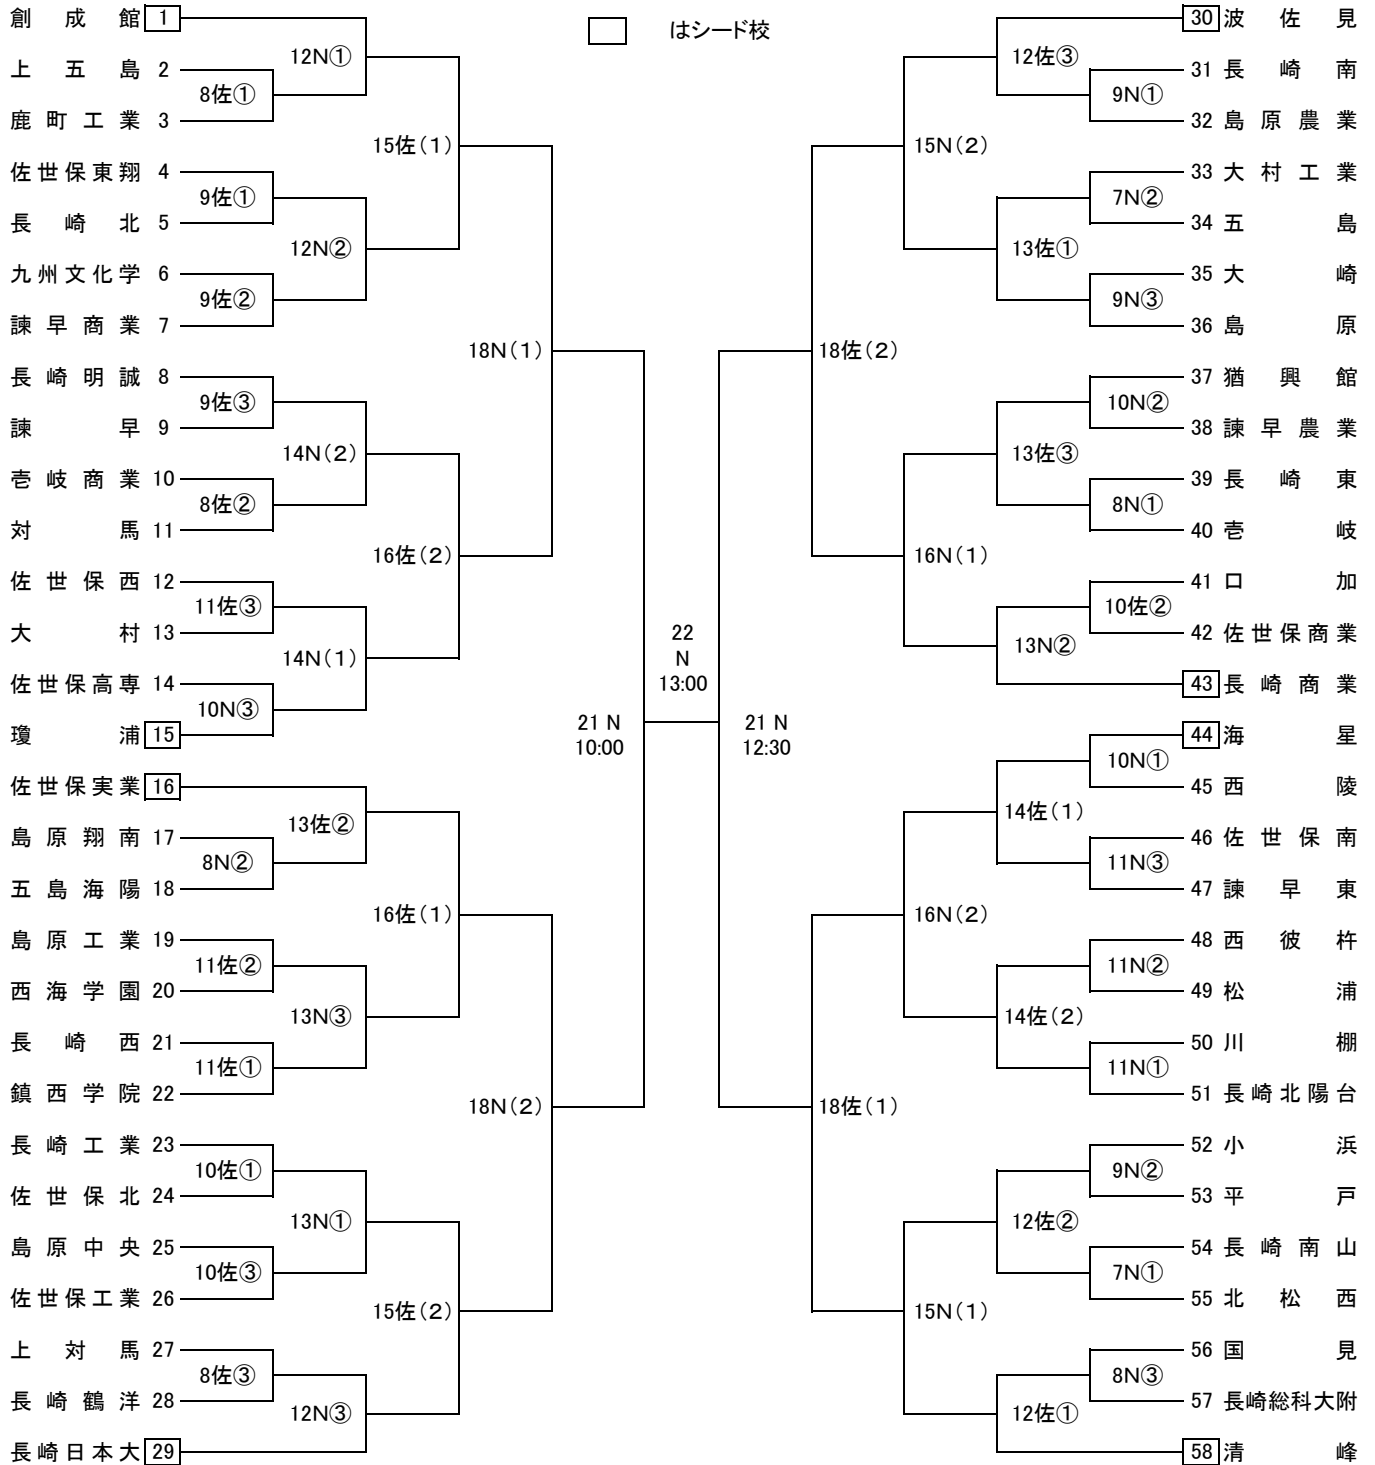 □ はシード校
創成館 1
上五島 2
鹿町工業 3
佐世保東翔 4
長崎北 5
九州文化学 6
諫早商業 7
長崎明誠 8
諫早 9
壱岐商業 10
対馬 11
佐世保西 12
大村 13
佐世保高専 14
瓊浦 15
佐世保実業 16
島原翔南 17
五島海陽 18
島原工業 19
西海学園 20
長崎西 21
鎮西学院 22
長崎工業 23
佐世保北 24
島原中央 25
佐世保工業 26
上対馬 27
長崎鶴洋 28
長崎日本大 29
8佐①
9佐①
9佐②
9佐③
8佐②
11佐③
10N③
8N②
11佐②
11佐①
10佐①
10佐③
8佐③
12N①
12N②
14N(2)
14N(1)
13佐②
13N③
13N①
12N③
15佐(1)
16佐(2)
16佐(1)
15佐(2)
18N(1)
18N(2)
21 N
10:00
22
N
13:00
21 N
12:30
18佐(2)
18佐(1)
15N(2)
16N(1)
16N(2)
15N(1)
12佐③
13佐①
13佐③
13N②
14佐(1)
14佐(2)
12佐②
12佐①
9N①
7N②
9N③
10N②
8N①
10佐②
10N①
11N③
11N②
11N①
9N②
7N①
8N③
30 波佐見
31 長崎南
32 島原農業
33 大村工業
34 五島
35 大崎
36 島原
37 猶興館
38 諫早農業
39 長崎東
40 壱岐
41 口加
42 佐世保商業
43 長崎商業
44 海星
45 西陵
46 佐世保南
47 諫早東
48 西彼杵
49 松浦
50 川棚
51 長崎北陽台
52 小浜
53 平戸
54 長崎南山
55 北松西
56 国見
57 長崎総科大附
58 清峰